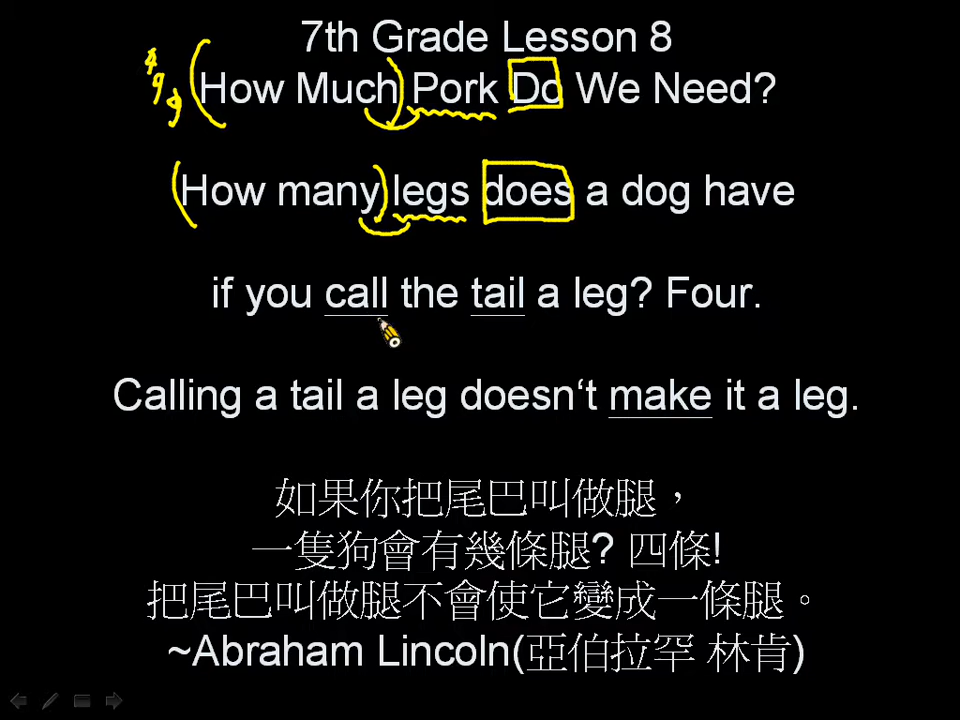 7th Grade Lesson 8
How Much Pork Do We Need?
How many legs does a dog have
if you call the tail a leg? Four.
Calling a tail a leg doesn‘t make it a leg.
如果你把尾巴叫做腿，
一隻狗會有幾條腿? 四條!
把尾巴叫做腿不會使它變成一條腿。
~Abraham Lincoln(亞伯拉罕 林肯)